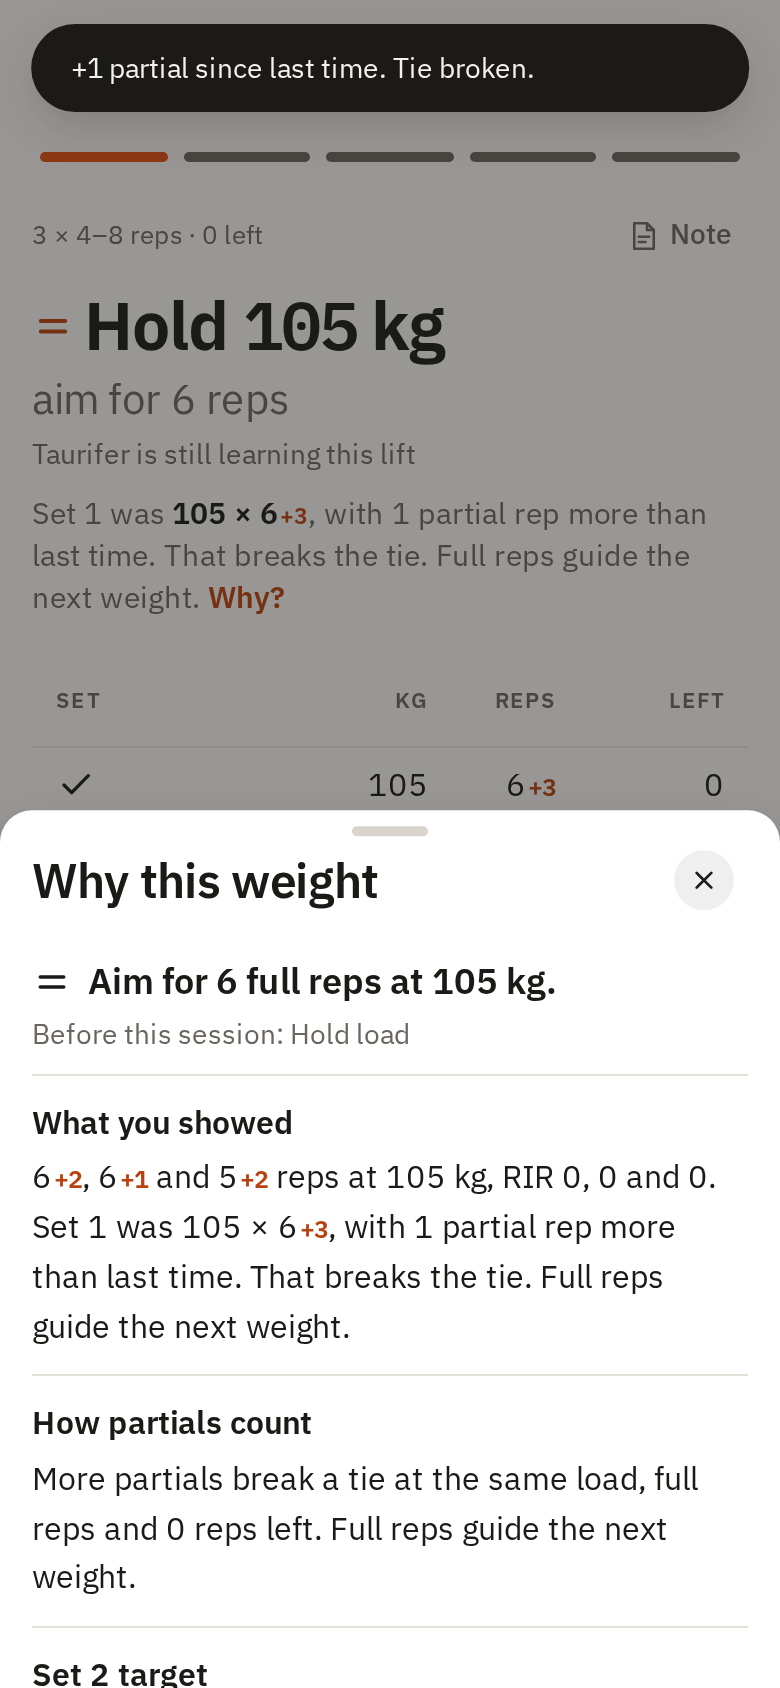 +1 partial since last time. Tie broken.
3 × 4–8 reps · 0 left
Note
= Hold 105 kg
aim for 6 reps
Taurifer is still learning this lift
Set 1 was 105 × 6 +3, with 1 partial rep more than
last time. That breaks the tie. Full reps guide the
next weight. Why?
SET KG REPS LEFT
✓ 105 6 +3 0
Why this weight
= Aim for 6 full reps at 105 kg.
Before this session: Hold load
What you showed
6 +2, 6 +1 and 5 +2 reps at 105 kg, RIR 0, 0 and 0.
Set 1 was 105 × 6 +3, with 1 partial rep more
than last time. That breaks the tie. Full reps
guide the next weight.
How partials count
More partials break a tie at the same load, full
reps and 0 reps left. Full reps guide the next
weight.
Set 2 target